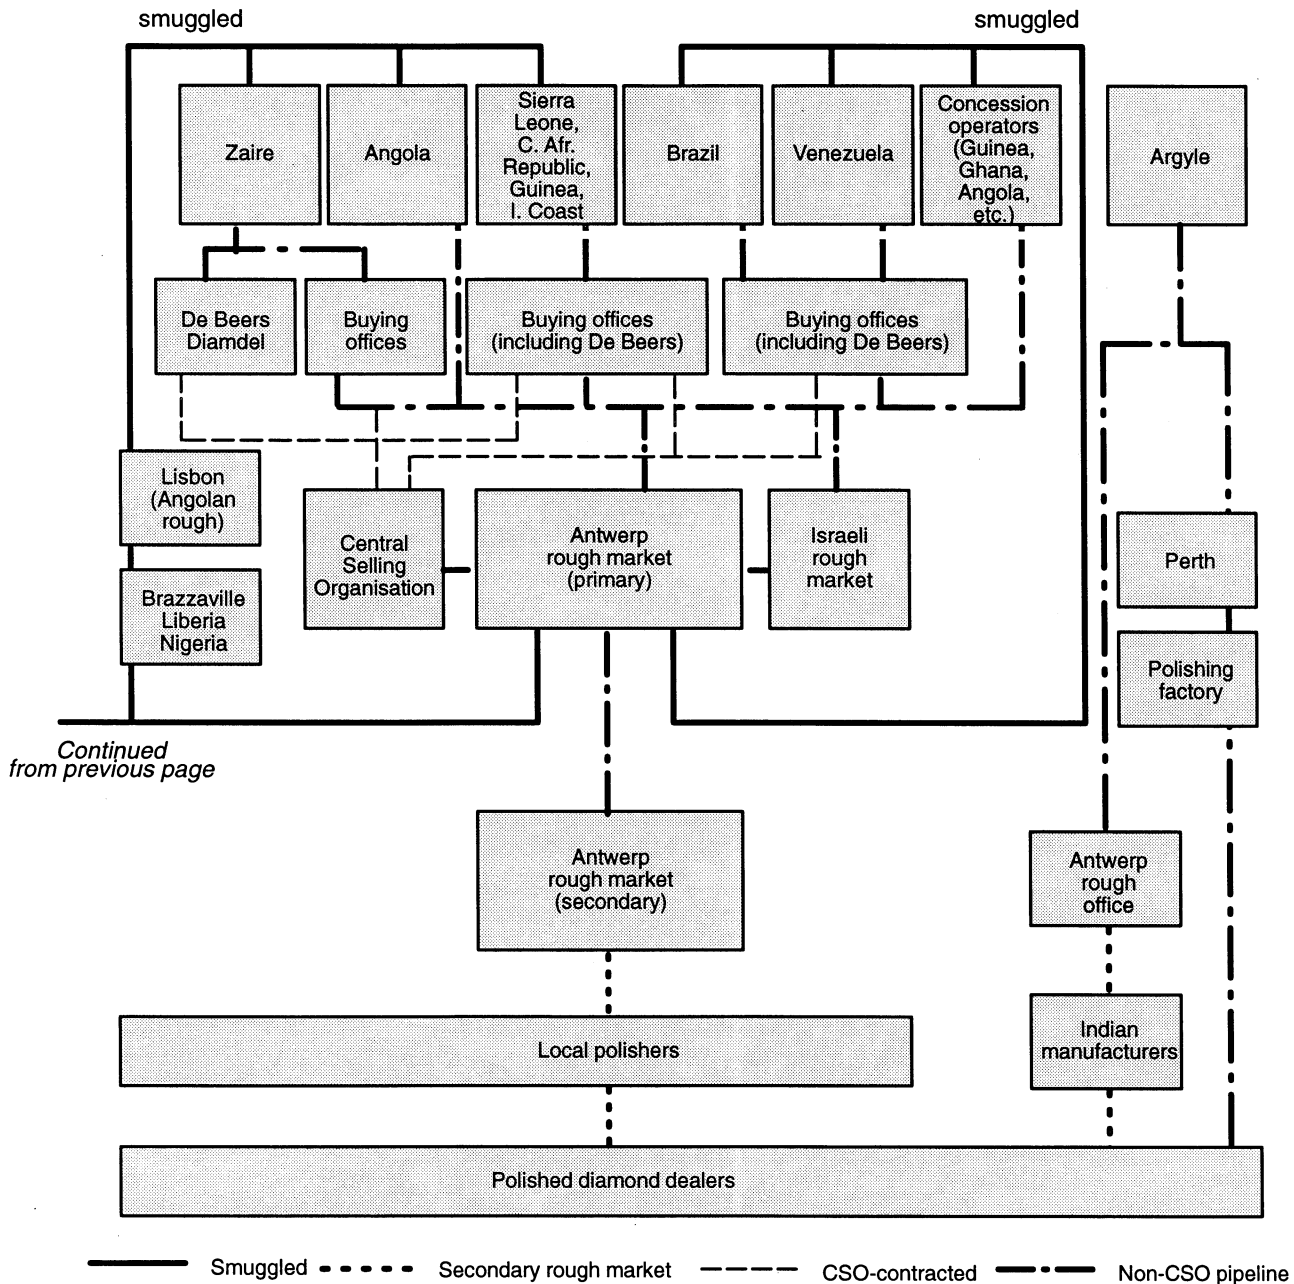 smuggled
smuggled
Zaire
Angola
Sierra
Leone,
C. Afr.
Republic,
Guinea,
I. Coast
Brazil
Venezuela
Concession
operators
(Guinea,
Ghana,
Angola,
etc.)
Argyle
De Beers
Diamdel
Buying
offices
Buying offices
(including De Beers)
Buying offices
(including De Beers)
Lisbon
(Angolan
rough)
Brazzaville
Liberia
Nigeria
Central
Selling
Organisation
Antwerp
rough market
(primary)
Israeli
rough
market
Perth
Polishing
factory
Continued
from previous page
Antwerp
rough market
(secondary)
Antwerp
rough
office
Local polishers
Indian
manufacturers
Polished diamond dealers
Smuggled
Secondary rough market
CSO-contracted
Non-CSO pipeline